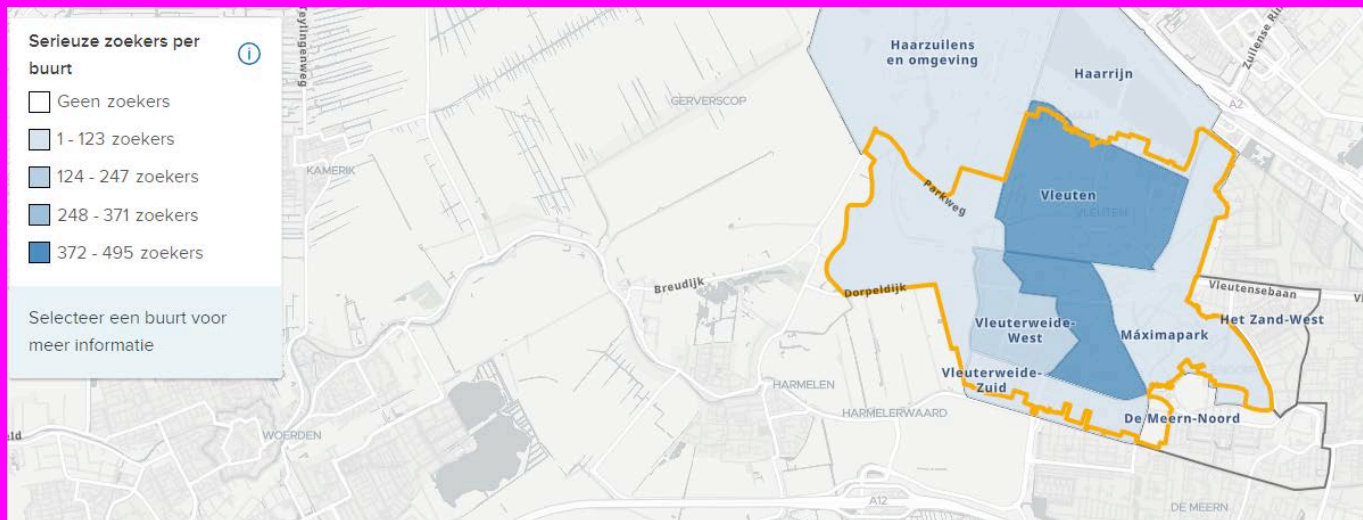 Serieuze zoekers per
buurt
Geen zoekers
1 - 123 zoekers
124 - 247 zoekers
248 - 371 zoekers
372 - 495 zoekers
Selecteer een buurt voor
meer informatie
Haarzuilens
en omgeving
Haarrijn
GERVERSCOP
A2
KAMERIK
Parkweg
Vleuten
VLEUTEN
Breudijk
Dorpeldijk
Vleutensebaan
Het Zand-West
Vleuterweide-
West
Máximapark
Vleuterweide-
Zuid
HARMELEN
HARMELERWAARD
De Meern-Noord
WOERDEN
A12
DE MEERN